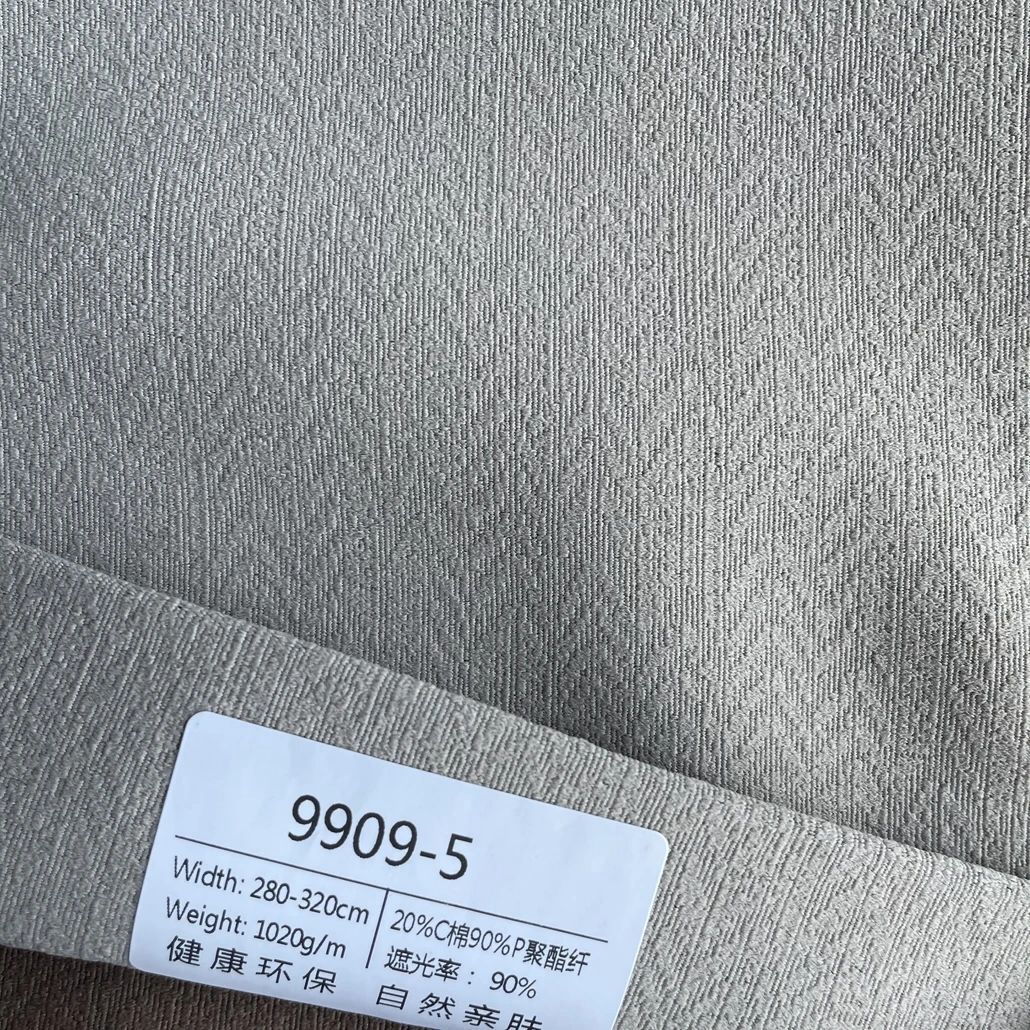 9909-5
Width: 280-320cm
Weight: 1020g/m
20%C棉90%P聚酯纤
遮光率： 90%
健康环保 自然亲肤